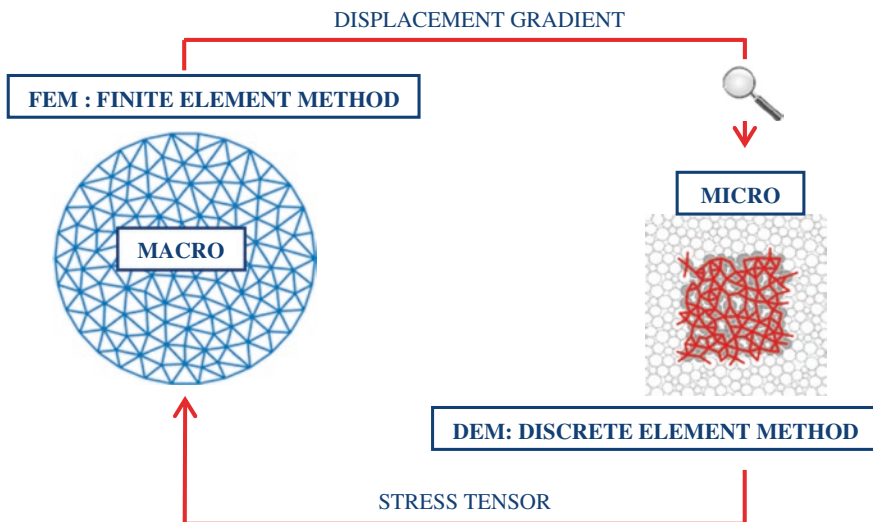 DISPLACEMENT GRADIENT
FEM : FINITE ELEMENT METHOD
MACRO
MICRO
DEM: DISCRETE ELEMENT METHOD
STRESS TENSOR